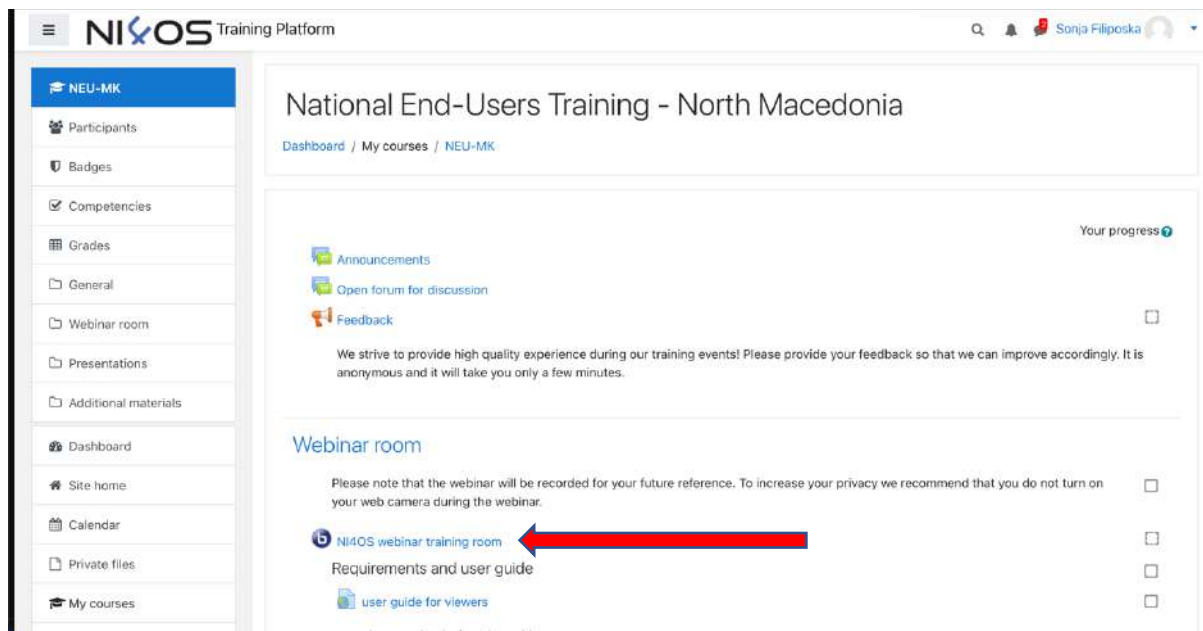 NI4OS Training Platform
2
Sonja Filiposka
NEU-MK
Participants
Badges
Competencies
Grades
General
Webinar room
Presentations
Additional materials
Dashboard
Site home
Calendar
Private files
My courses
National End-Users Training - North Macedonia
Dashboard / My courses / NEU-MK
Your progress
Announcements
Open forum for discussion
Feedback
We strive to provide high quality experience during our training events! Please provide your feedback so that we can improve accordingly. It is
anonymous and it will take you only a few minutes.
Webinar room
Please note that the webinar will be recorded for your future reference. To increase your privacy we recommend that you do not turn on
your web camera during the webinar.
NI4OS webinar training room
Requirements and user guide
user guide for viewers